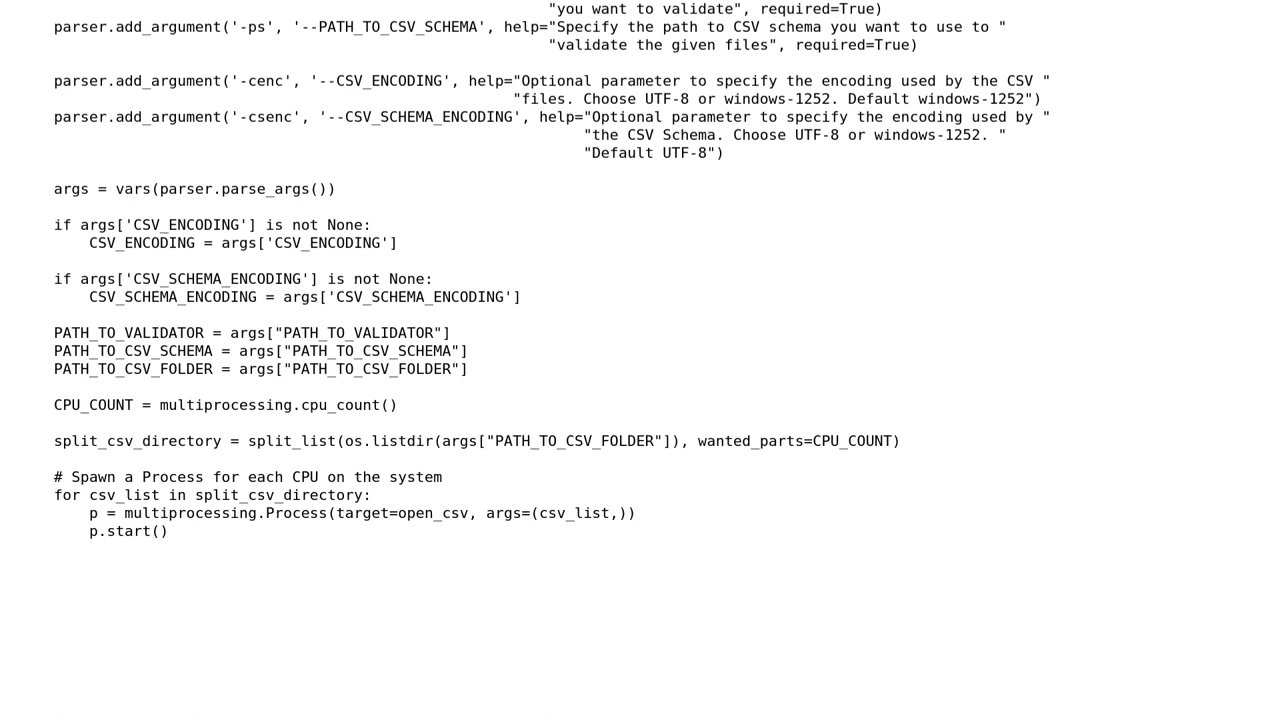 "you want to validate", required=True)
parser.add_argument('-ps', '--PATH_TO_CSV_SCHEMA', help="Specify the path to CSV schema you want to use to "
"validate the given files", required=True)
parser.add_argument('-cenc', '--CSV_ENCODING', help="Optional parameter to specify the encoding used by the CSV "
"files. Choose UTF-8 or windows-1252. Default windows-1252")
parser.add_argument('-csenc', '--CSV_SCHEMA_ENCODING', help="Optional parameter to specify the encoding used by "
"the CSV Schema. Choose UTF-8 or windows-1252. "
"Default UTF-8")
args = vars(parser.parse_args())
if args['CSV_ENCODING'] is not None:
CSV_ENCODING = args['CSV_ENCODING']
if args['CSV_SCHEMA_ENCODING'] is not None:
CSV_SCHEMA_ENCODING = args['CSV_SCHEMA_ENCODING']
PATH_TO_VALIDATOR = args["PATH_TO_VALIDATOR"]
PATH_TO_CSV_SCHEMA = args["PATH_TO_CSV_SCHEMA"]
PATH_TO_CSV_FOLDER = args["PATH_TO_CSV_FOLDER"]
CPU_COUNT = multiprocessing.cpu_count()
split_csv_directory = split_list(os.listdir(args["PATH_TO_CSV_FOLDER"]), wanted_parts=CPU_COUNT)
# Spawn a Process for each CPU on the system
for csv_list in split_csv_directory:
p = multiprocessing.Process(target=open_csv, args=(csv_list,))
p.start()